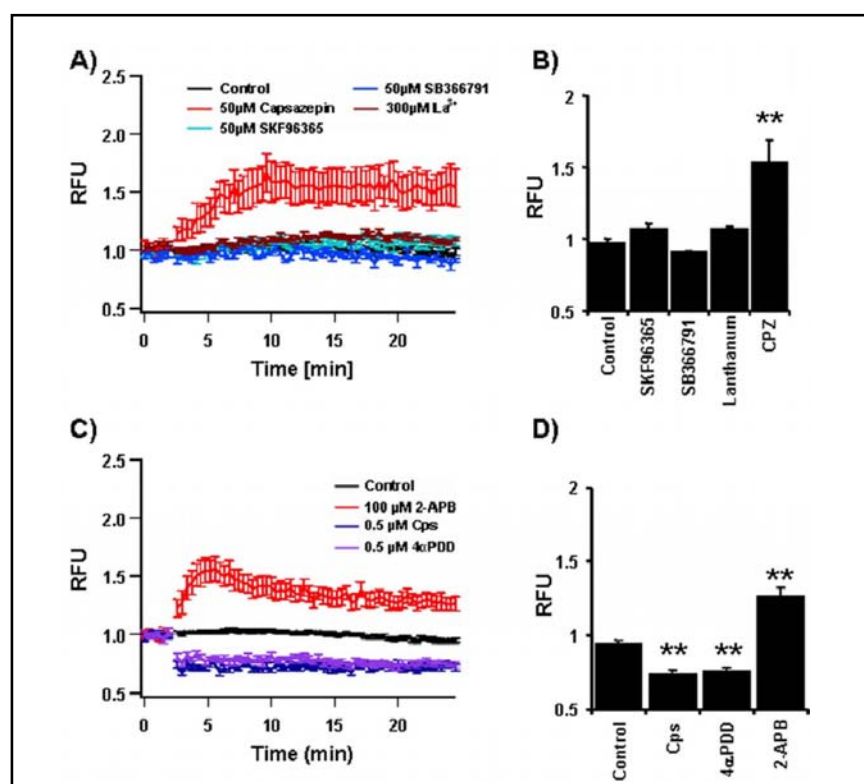 A)
2.5
2.0
1.5
1.0
0.5
RFU
Control
50μM Capsazepin
50μM SKF96365
50μM SB366791
300μM La³⁺
0 5 10 15 20
Time [min]
B)
2
1.5
1
0.5
RFU
**
Control
SKF96365
SB366791
Lanthanum
CPZ
C)
2.5
2.0
1.5
1.0
0.5
RFU
Control
100 μM 2-APB
0.5 μM Cps
0.5 μM 4αPDD
0 5 10 15 20
Time (min)
D)
2
1.5
1
0.5
RFU
** ** **
Control
Cps
4αPDD
2-APB